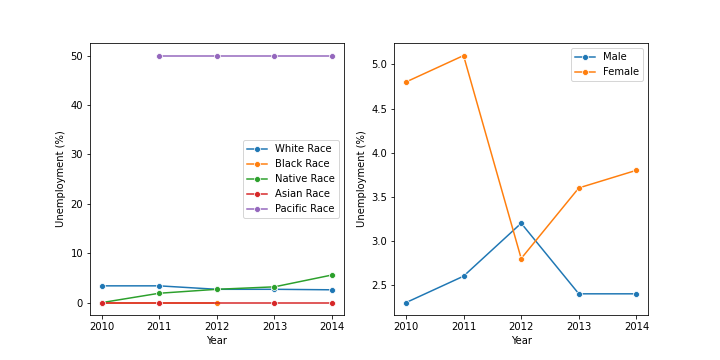 50
40
30
20
10
0
Unemployment (%)
2010 2011 2012 2013 2014
Year
White Race
Black Race
Native Race
Asian Race
Pacific Race
5.0
4.5
4.0
3.5
3.0
2.5
Unemployment (%)
2010 2011 2012 2013 2014
Year
Male
Female